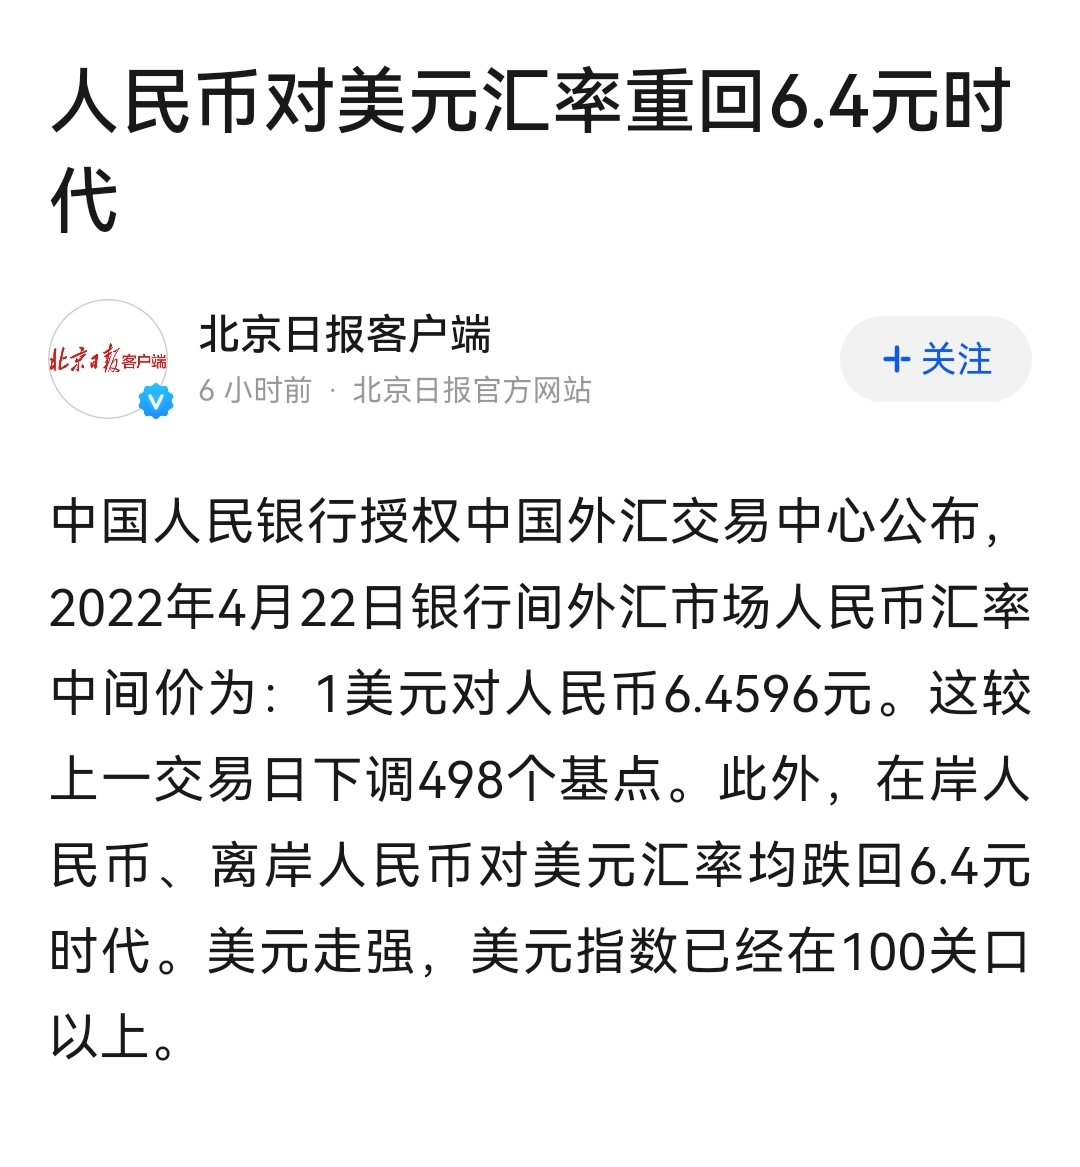 人民币对美元汇率重回6.4元时
代
北京日报客户端
北京日报客户端
6 小时前 · 北京日报官方网站
+ 关注
中国人民银行授权中国外汇交易中心公布，
2022年4月22日银行间外汇市场人民币汇率
中间价为：1美元对人民币6.4596元。这较
上一交易日下调498个基点。此外，在岸人
民币、离岸人民币对美元汇率均跌回6.4元
时代。美元走强，美元指数已经在100关口
以上。